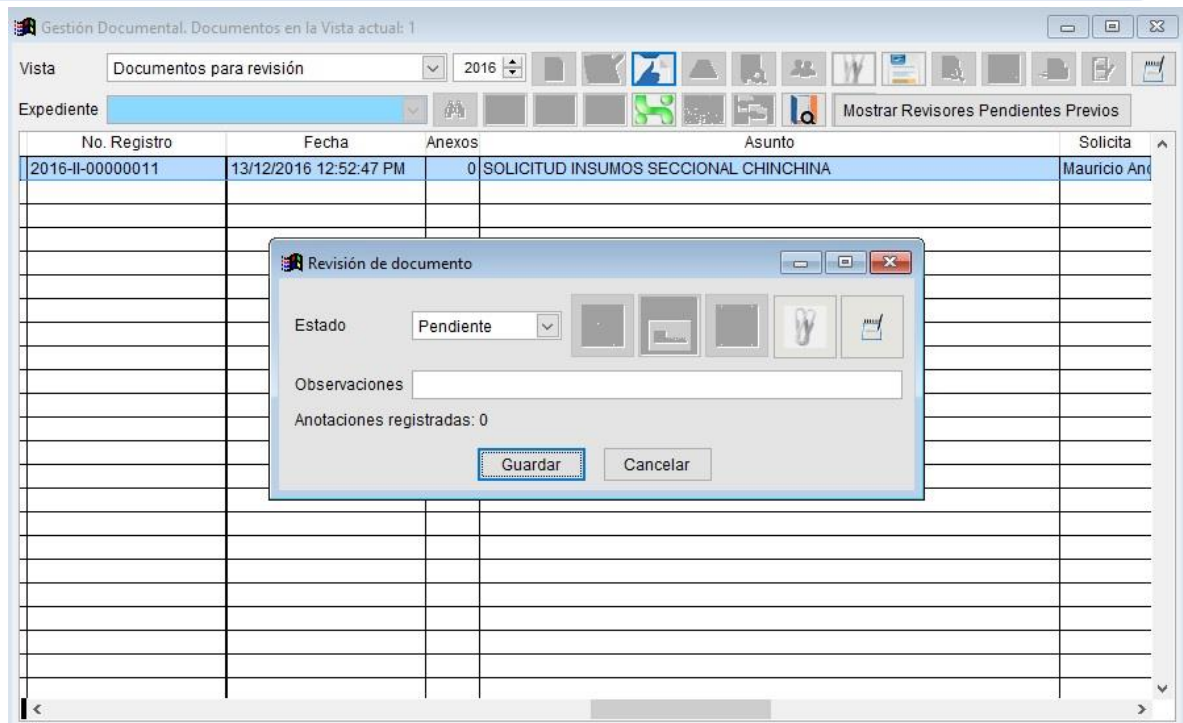 Gestión Documental. Documentos en la Vista actual: 1
Vista Documentos para revisión 2016
Expediente Mostrar Revisores Pendientes Previos
No. Registro Fecha Anexos Asunto Solicita
2016-II-00000011 13/12/2016 12:52:47 PM 0 SOLICITUD INSUMOS SECCIONAL CHINCHINA Mauricio And
Revisión de documento
Estado Pendiente
Observaciones
Anotaciones registradas: 0
Guardar Cancelar